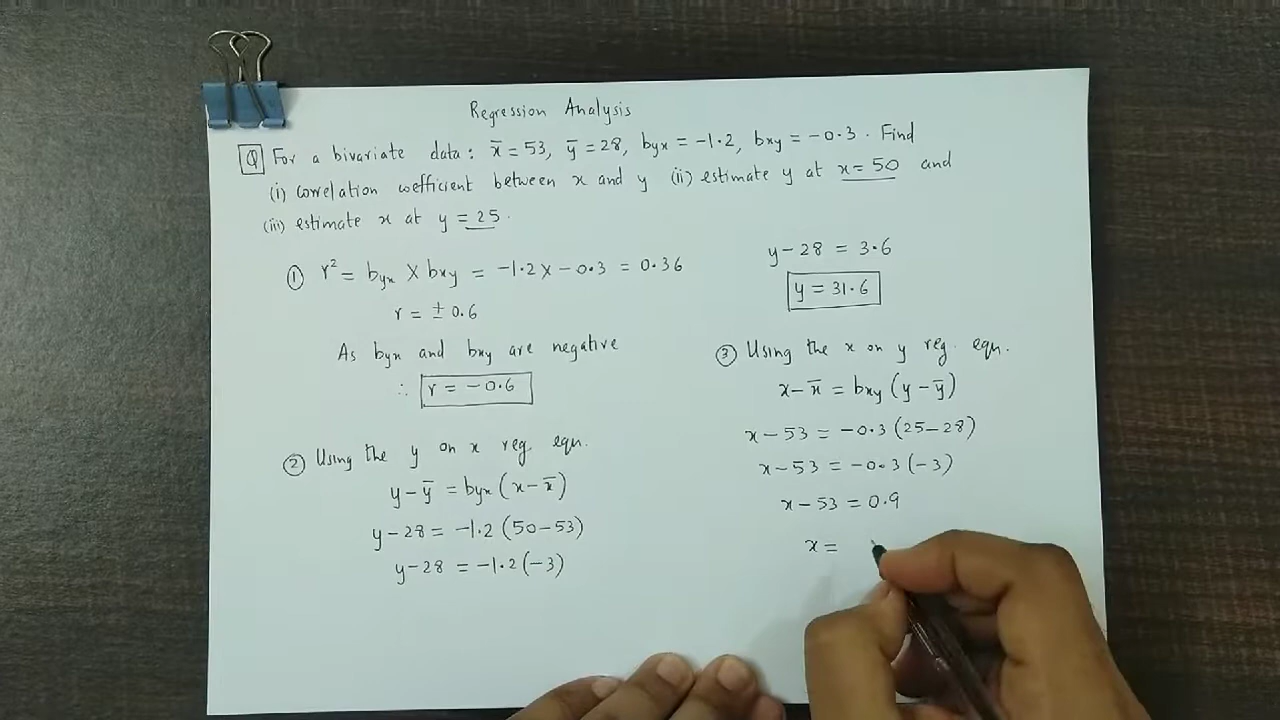 Regression Analysis
Q For a bivariate data: x̄ = 53, ȳ = 28, byx = -1.2, bxy = -0.3. Find
(i) correlation coefficient between x and y (ii) estimate y at x = 50 and
(iii) estimate x at y = 25.
① r² = byx × bxy = -1.2 × -0.3 = 0.36
r = ± 0.6
As byx and bxy are negative
∴ r = -0.6
② Using the y on x reg. eqn.
y - ȳ = byx (x - x̄)
y - 28 = -1.2 (50 - 53)
y - 28 = -1.2 (-3)
y - 28 = 3.6
y = 31.6
③ Using the x on y reg. eqn.
x - x̄ = bxy (y - ȳ)
x - 53 = -0.3 (25 - 28)
x - 53 = -0.3 (-3)
x - 53 = 0.9
x =